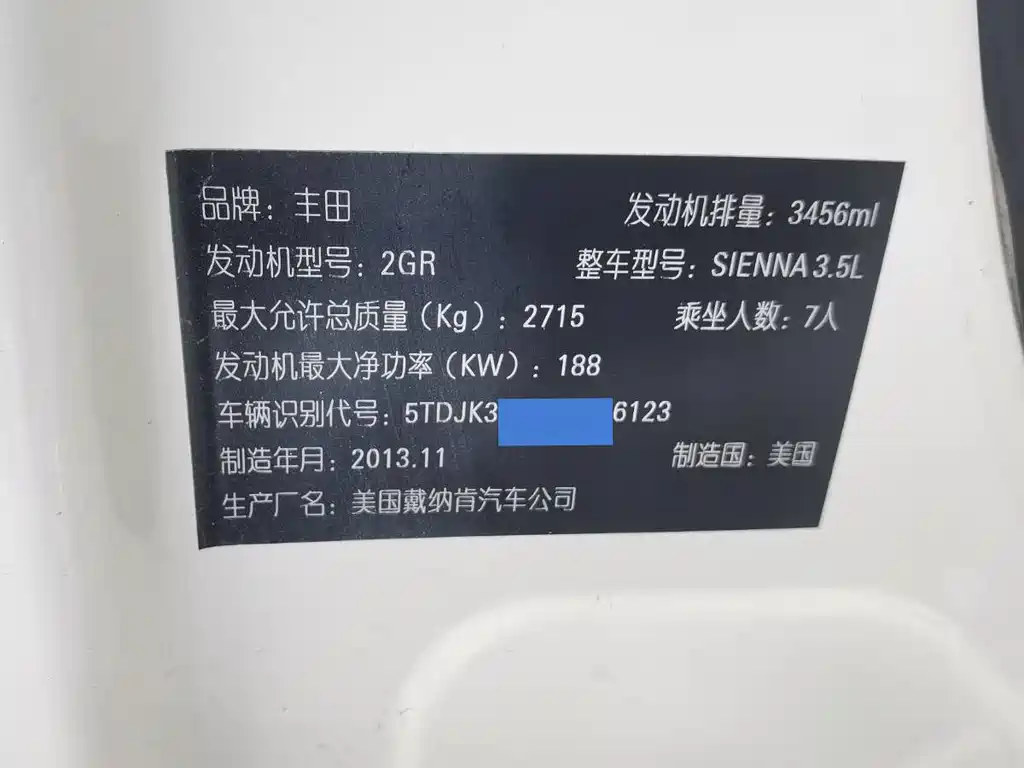 品牌：丰田 发动机排量：3456ml
发动机型号：2GR 整车型号：SIENNA3.5L
最大允许总质量（Kg）：2715 乘坐人数：7人
发动机最大净功率（KW）：188
车辆识别代号：5TDJK3 6123
制造年月：2013.11 制造国：美国
生产厂名：美国戴纳肯汽车公司